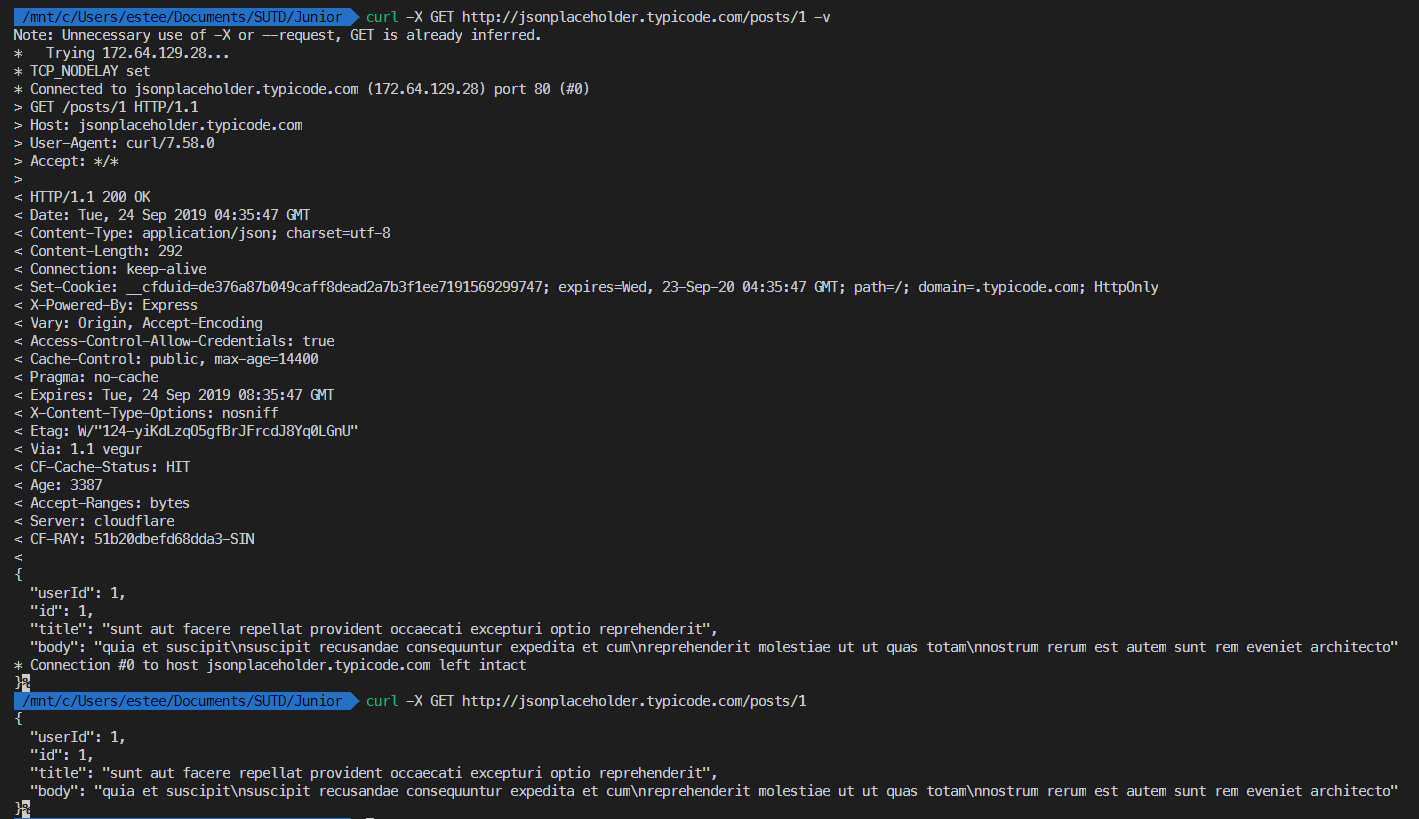 /mnt/c/Users/estee/Documents/SUTD/Junior curl -X GET http://jsonplaceholder.typicode.com/posts/1 -v
Note: Unnecessary use of -X or --request, GET is already inferred.
*   Trying 172.64.129.28...
* TCP_NODELAY set
* Connected to jsonplaceholder.typicode.com (172.64.129.28) port 80 (#0)
> GET /posts/1 HTTP/1.1
> Host: jsonplaceholder.typicode.com
> User-Agent: curl/7.58.0
> Accept: */*
>
< HTTP/1.1 200 OK
< Date: Tue, 24 Sep 2019 04:35:47 GMT
< Content-Type: application/json; charset=utf-8
< Content-Length: 292
< Connection: keep-alive
< Set-Cookie: __cfduid=de376a87b049caff8dead2a7b3f1ee7191569299747; expires=Wed, 23-Sep-20 04:35:47 GMT; path=/; domain=.typicode.com; HttpOnly
< X-Powered-By: Express
< Vary: Origin, Accept-Encoding
< Access-Control-Allow-Credentials: true
< Cache-Control: public, max-age=14400
< Pragma: no-cache
< Expires: Tue, 24 Sep 2019 08:35:47 GMT
< X-Content-Type-Options: nosniff
< Etag: W/"124-yiKdLzqO5gfBrJFrcdJ8Yq0LGnU"
< Via: 1.1 vegur
< CF-Cache-Status: HIT
< Age: 3387
< Accept-Ranges: bytes
< Server: cloudflare
< CF-RAY: 51b20dbefd68dda3-SIN
<
{
  "userId": 1,
  "id": 1,
  "title": "sunt aut facere repellat provident occaecati excepturi optio reprehenderit",
  "body": "quia et suscipit\nsuscipit recusandae consequuntur expedita et cum\nreprehenderit molestiae ut ut quas totam\nnostrum rerum est autem sunt rem eveniet architecto"
* Connection #0 to host jsonplaceholder.typicode.com left intact
}%
/mnt/c/Users/estee/Documents/SUTD/Junior curl -X GET http://jsonplaceholder.typicode.com/posts/1
{
  "userId": 1,
  "id": 1,
  "title": "sunt aut facere repellat provident occaecati excepturi optio reprehenderit",
  "body": "quia et suscipit\nsuscipit recusandae consequuntur expedita et cum\nreprehenderit molestiae ut ut quas totam\nnostrum rerum est autem sunt rem eveniet architecto"
}%